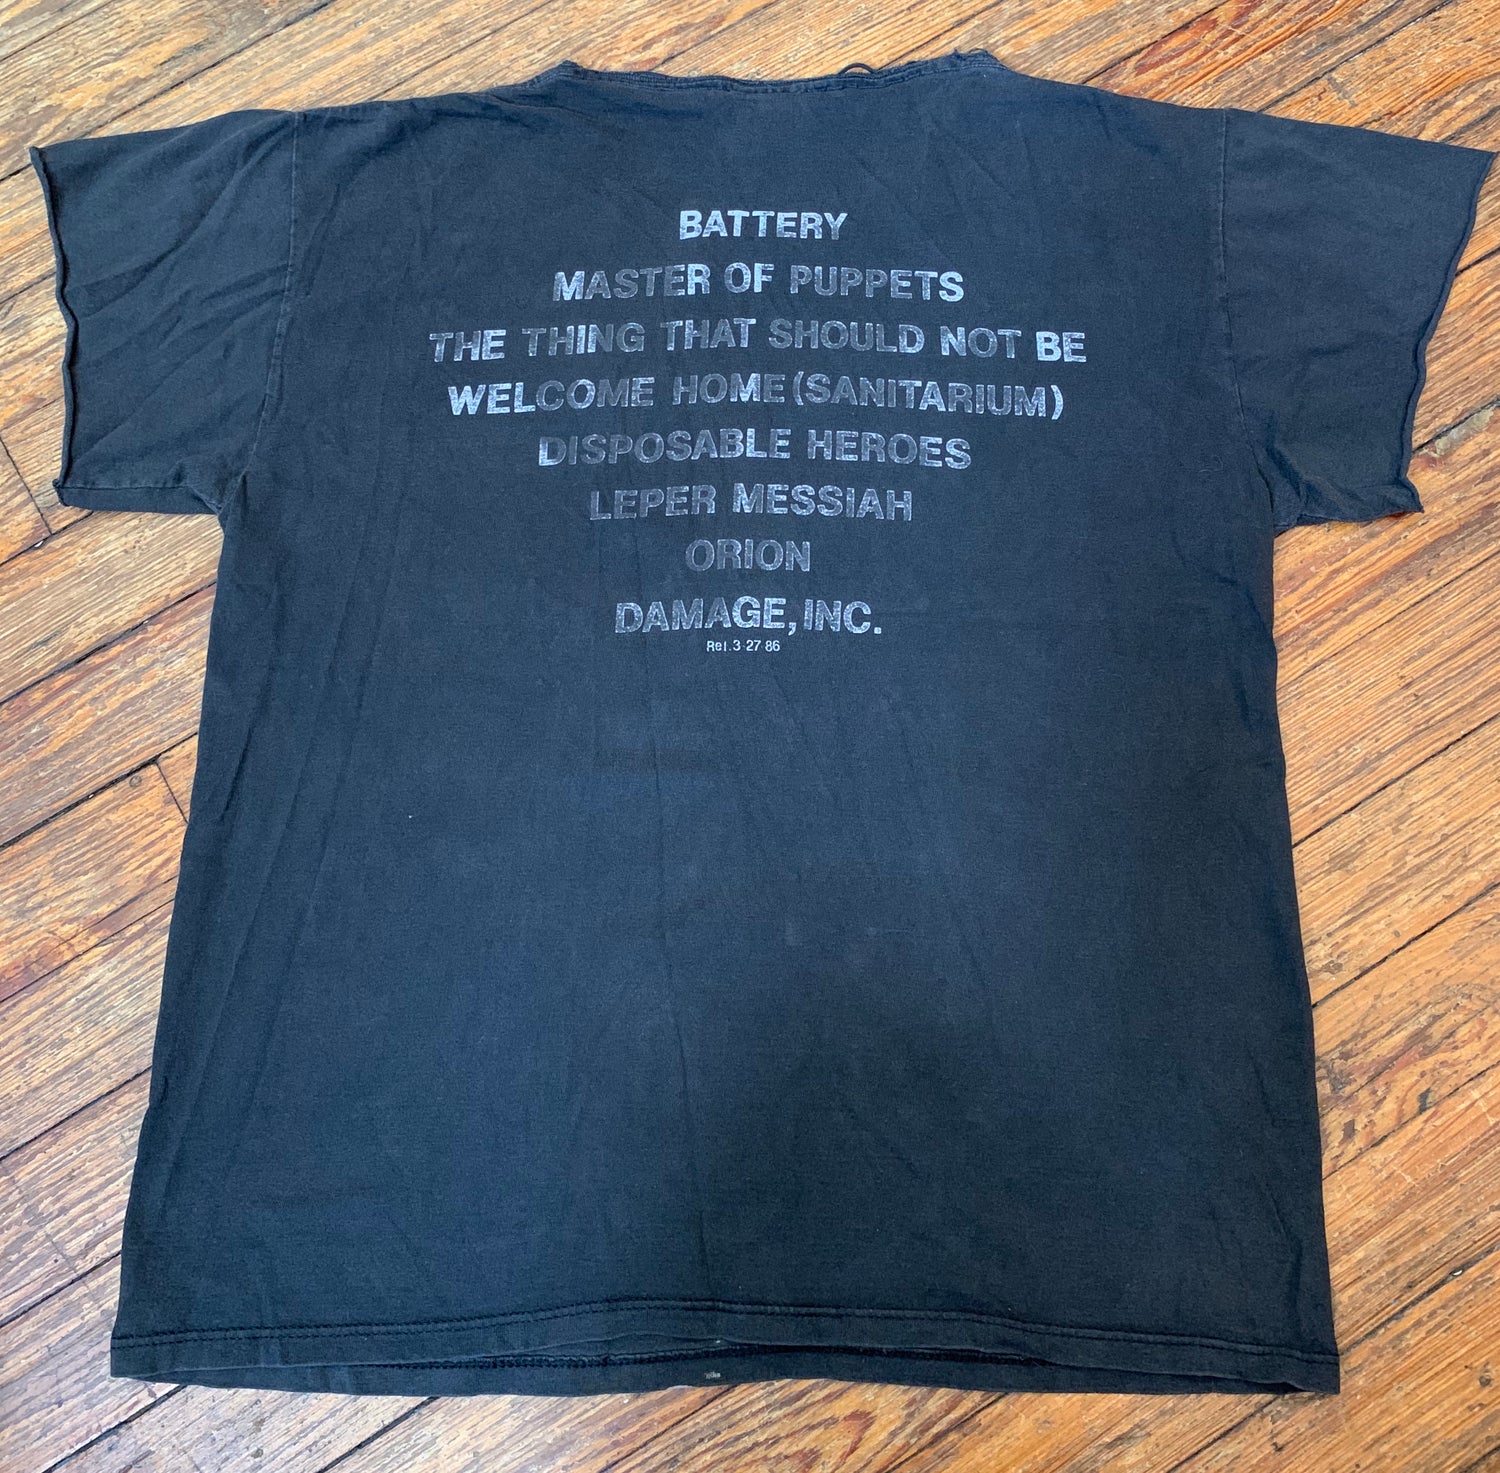 BATTERY
MASTER OF PUPPETS
THE THING THAT SHOULD NOT BE
WELCOME HOME (SANITARIUM)
DISPOSABLE HEROES
LEPER MESSIAH
ORION
DAMAGE, INC.
Rel. 3-27 86